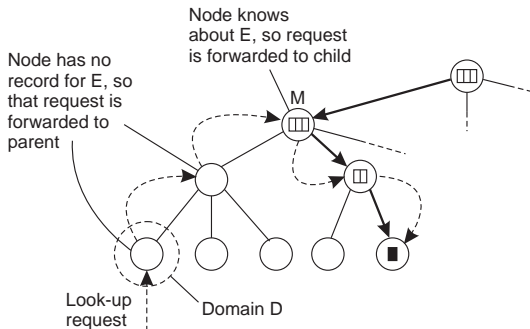 Node knows
about E, so request
is forwarded to child
Node has no
record for E, so
that request is
forwarded to
parent
M
Look-up
request
Domain D